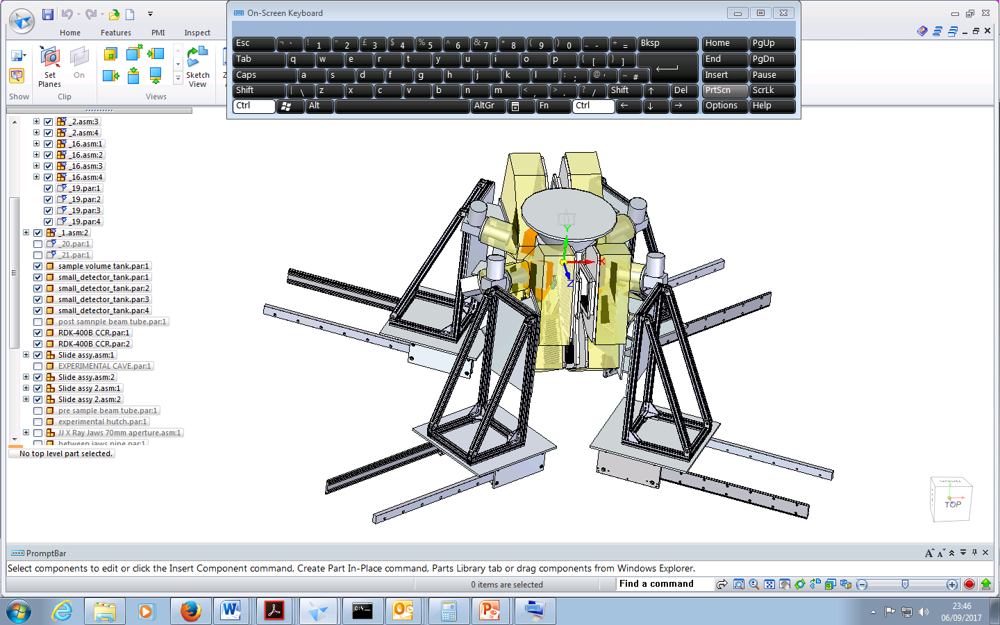 On-Screen Keyboard
Home Features PMI Inspect
Set Planes
On
Sketch View
Show Clip Views
Esc ¬ ` ! 1 " 2 £ 3 $ 4 % 5 ^ 6 & 7 * 8 ( 9 ) 0 _ - + = Bksp Home PgUp
Tab q w e r t y u i o p { [ } ] End PgDn
Caps a s d f g h j k l : ; @ ' ~ # Insert Pause
Shift | \ z x c v b n m < , > . ? / Shift ↑ Del PrtScn ScrLk
Ctrl Alt AltGr Fn Ctrl ← ↓ → Options Help
_2.asm:3
_2.asm:4
_16.asm:1
_16.asm:2
_16.asm:3
_16.asm:4
_19.par:1
_19.par:2
_19.par:3
_19.par:4
_1.asm:2
_20.par:1
_21.par:1
sample volume tank.par:1
small_detector_tank.par:1
small_detector_tank.par:2
small_detector_tank.par:3
small_detector_tank.par:4
post samnple beam tube.par:1
RDK-400B CCR.par:1
RDK-400B CCR.par:2
Slide assy.asm:1
EXPERIMENTAL CAVE.par:1
Slide assy.asm:2
Slide assy 2.asm:1
Slide assy 2.asm:2
pre sample beam tube.par:1
experimental hutch.par:1
JJ X Ray Jaws 70mm aperture.asm:1
between jaws pipe.par:1
No top level part selected.
Y
X
Z
TOP
PromptBar
Select components to edit or click the Insert Component command, Create Part In-Place command, Parts Library tab or drag components from Windows Explorer.
0 items are selected
Find a command
23:46
06/09/2017